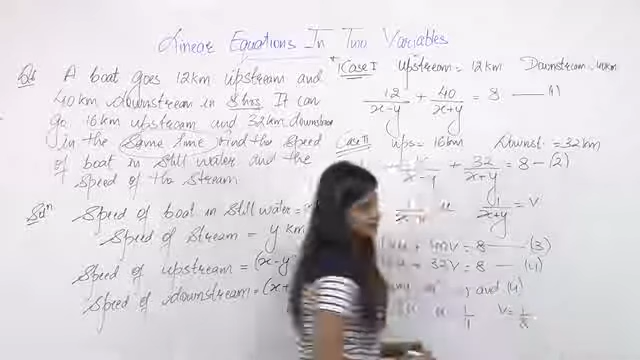 Linear Equations In Two Variables
Q5) A boat goes 12km upstream and
40km downstream in 8 hrs. It can
go 16km upstream and 32km downstream
in the same time. Find the speed
of boat in still water and the
speed of the stream.
Solⁿ Speed of boat in still water =
Speed of stream = y km
Speed of upstream = (x-y
Speed of downstream = (x+
Case I Upstream = 12km Downstream = 40km
12/(x-y) + 40/(x+y) = 8 —
Case II ups = 16km Downst. = 32km
+ 32/(x+y) = 8 - (2)
1/(x+y) = V
+ 40V = 8 — (3)
+ 32V = 8 —
and (4)